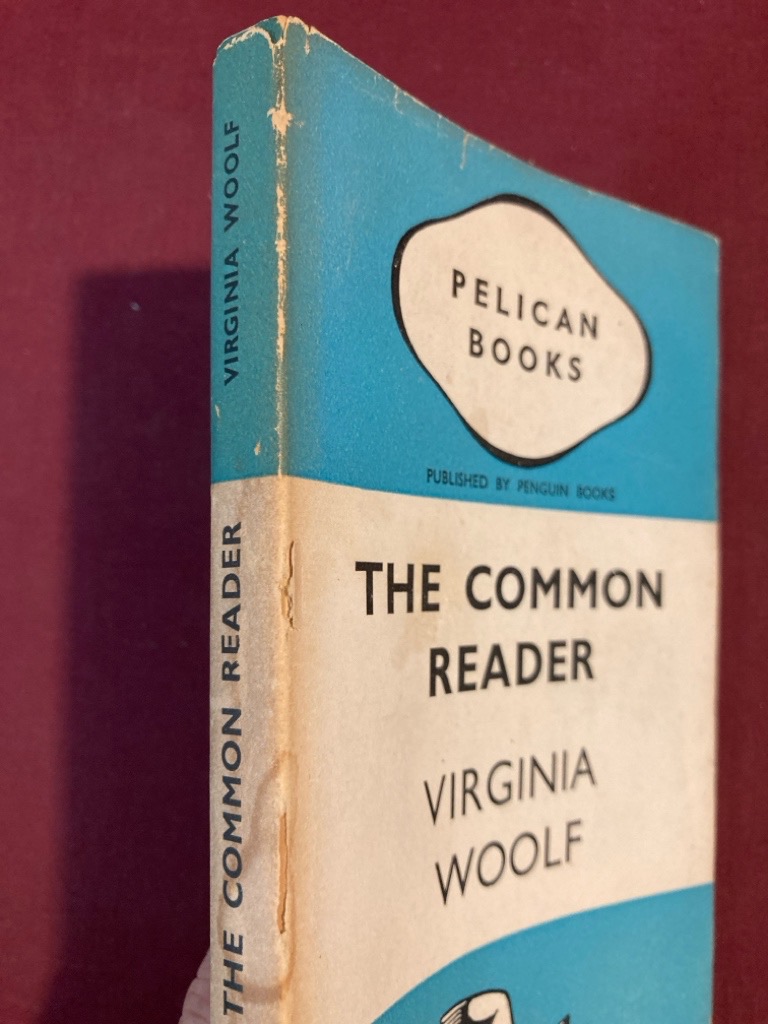 VIRGINIA WOOLF
THE COMMON READER
PELICAN
BOOKS
PUBLISHED BY PENGUIN BOOKS
THE COMMON
READER
VIRGINIA
WOOLF